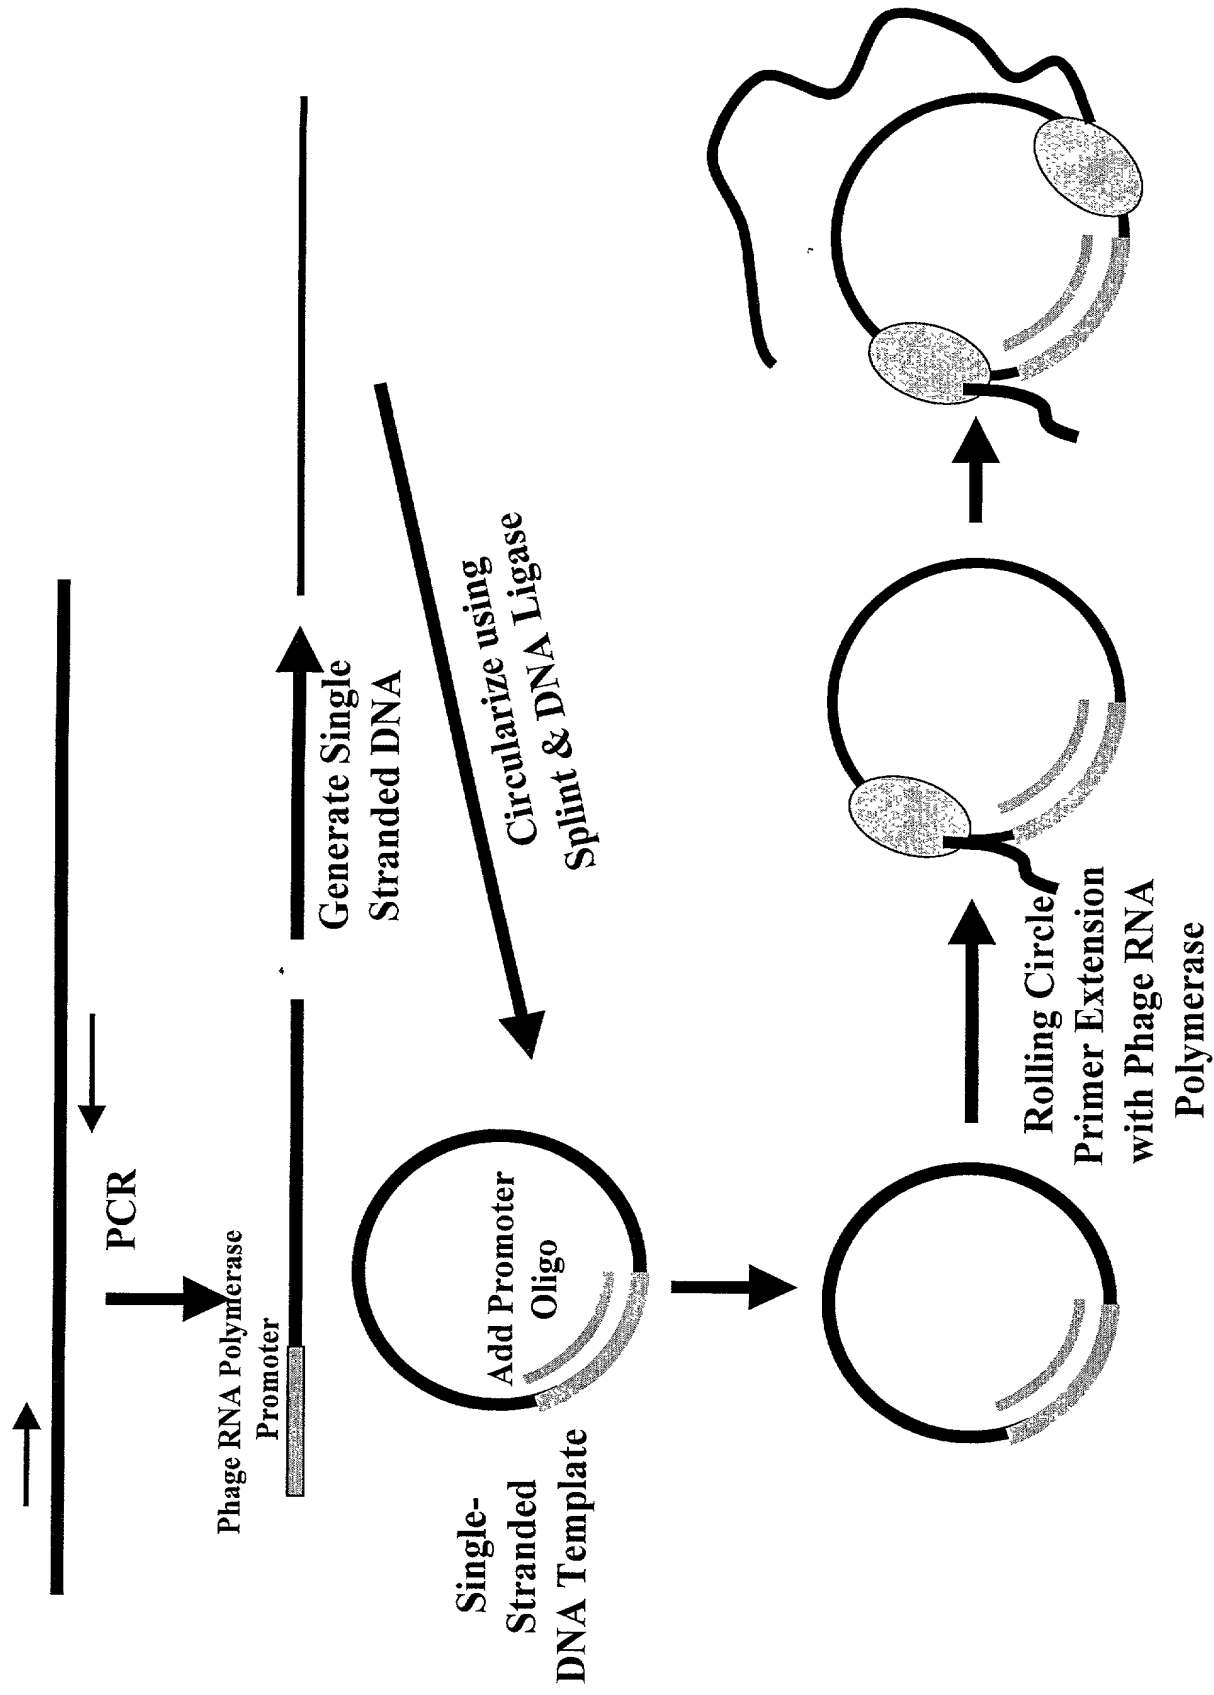 PCR
Phage RNA Polymerase
Promoter
Generate Single
Stranded DNA
Circularize using
Splint & DNA Ligase
Single-
Stranded
DNA Template
Add Promoter
Oligo
Rolling Circle
Primer Extension
with Phage RNA
Polymerase